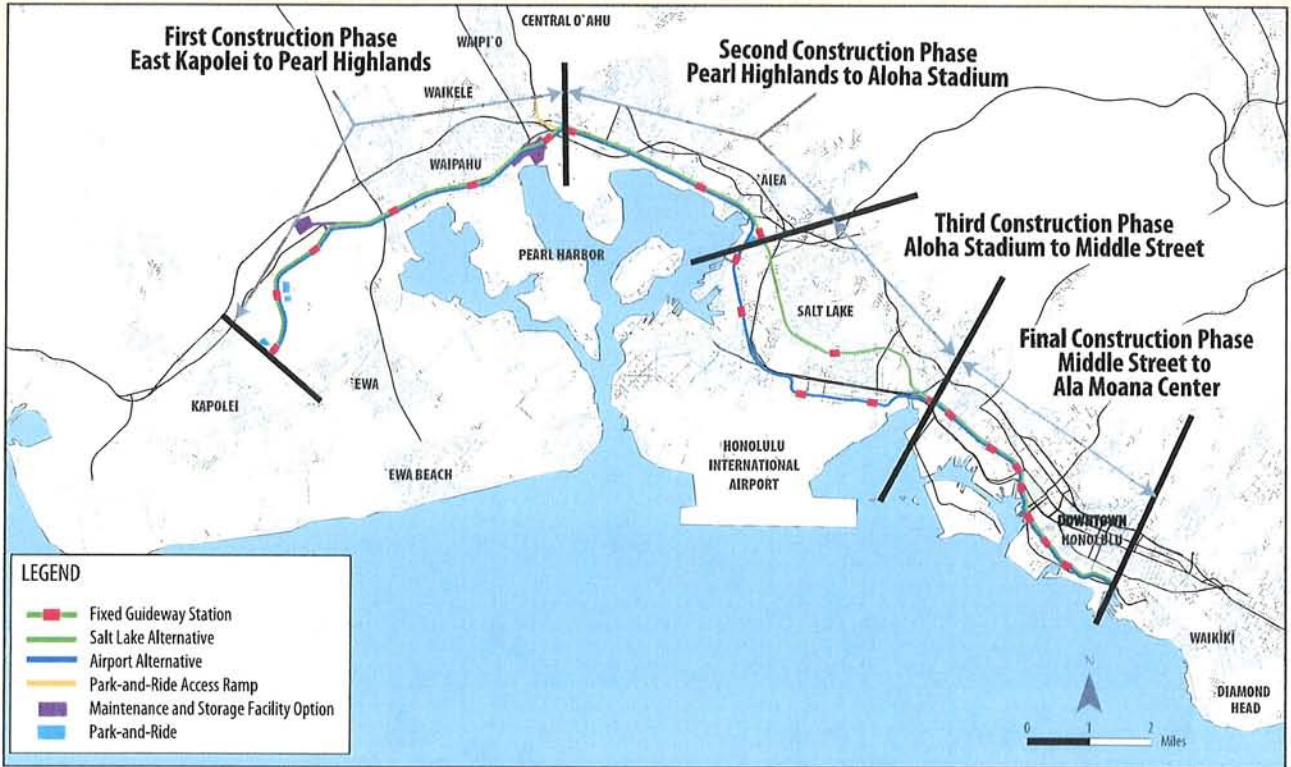 CENTRAL O`AHU
First Construction Phase
East Kapolei to Pearl Highlands
WAIPI`O
Second Construction Phase
Pearl Highlands to Aloha Stadium
WAIKELE
WAIPAHU
`AIEA
Third Construction Phase
Aloha Stadium to Middle Street
PEARL HARBOR
SALT LAKE
Final Construction Phase
Middle Street to
Ala Moana Center
`EWA
KAPOLEI
HONOLULU
INTERNATIONAL
AIRPORT
`EWA BEACH
DOWNTOWN
HONOLULU
WAIKĪKĪ
DIAMOND
HEAD
LEGEND
Fixed Guideway Station
Salt Lake Alternative
Airport Alternative
Park-and-Ride Access Ramp
Maintenance and Storage Facility Option
Park-and-Ride
N
0 1 2
Miles